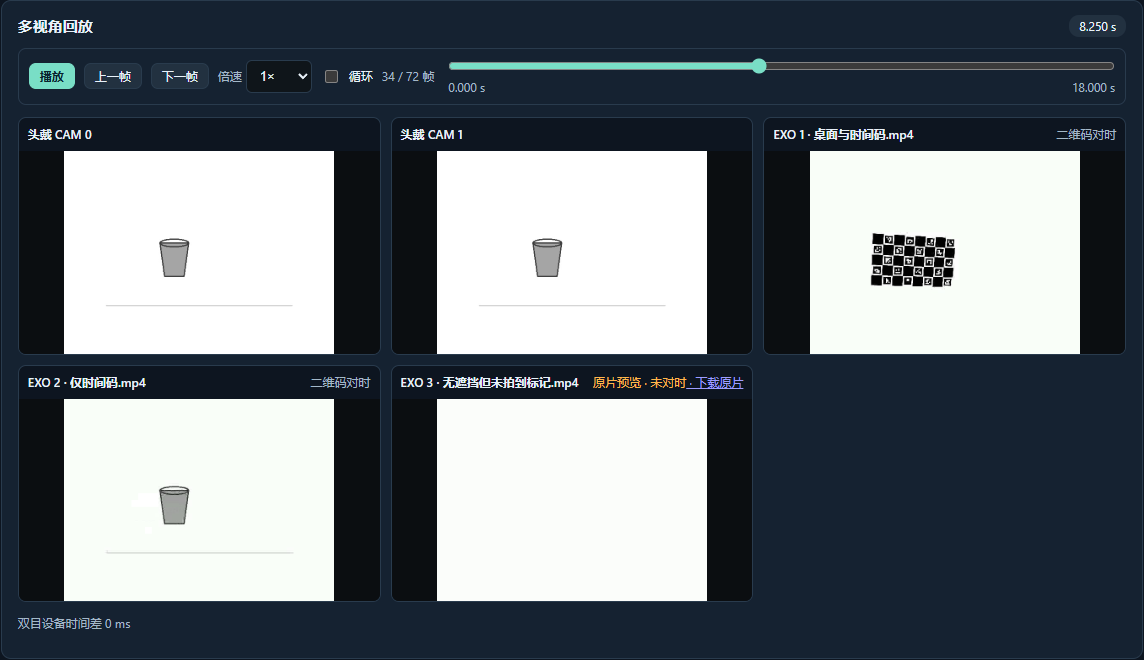 多视角回放
8.250 s
播放 上一帧 下一帧 倍速 1× 循环 34 / 72 帧
0.000 s 18.000 s
头戴 CAM 0
头戴 CAM 1
EXO 1 · 桌面与时间码.mp4 二维码对时
EXO 2 · 仅时间码.mp4 二维码对时
EXO 3 · 无遮挡但未拍到标记.mp4 原片预览 · 未对时 · 下载原片
双目设备时间差 0 ms